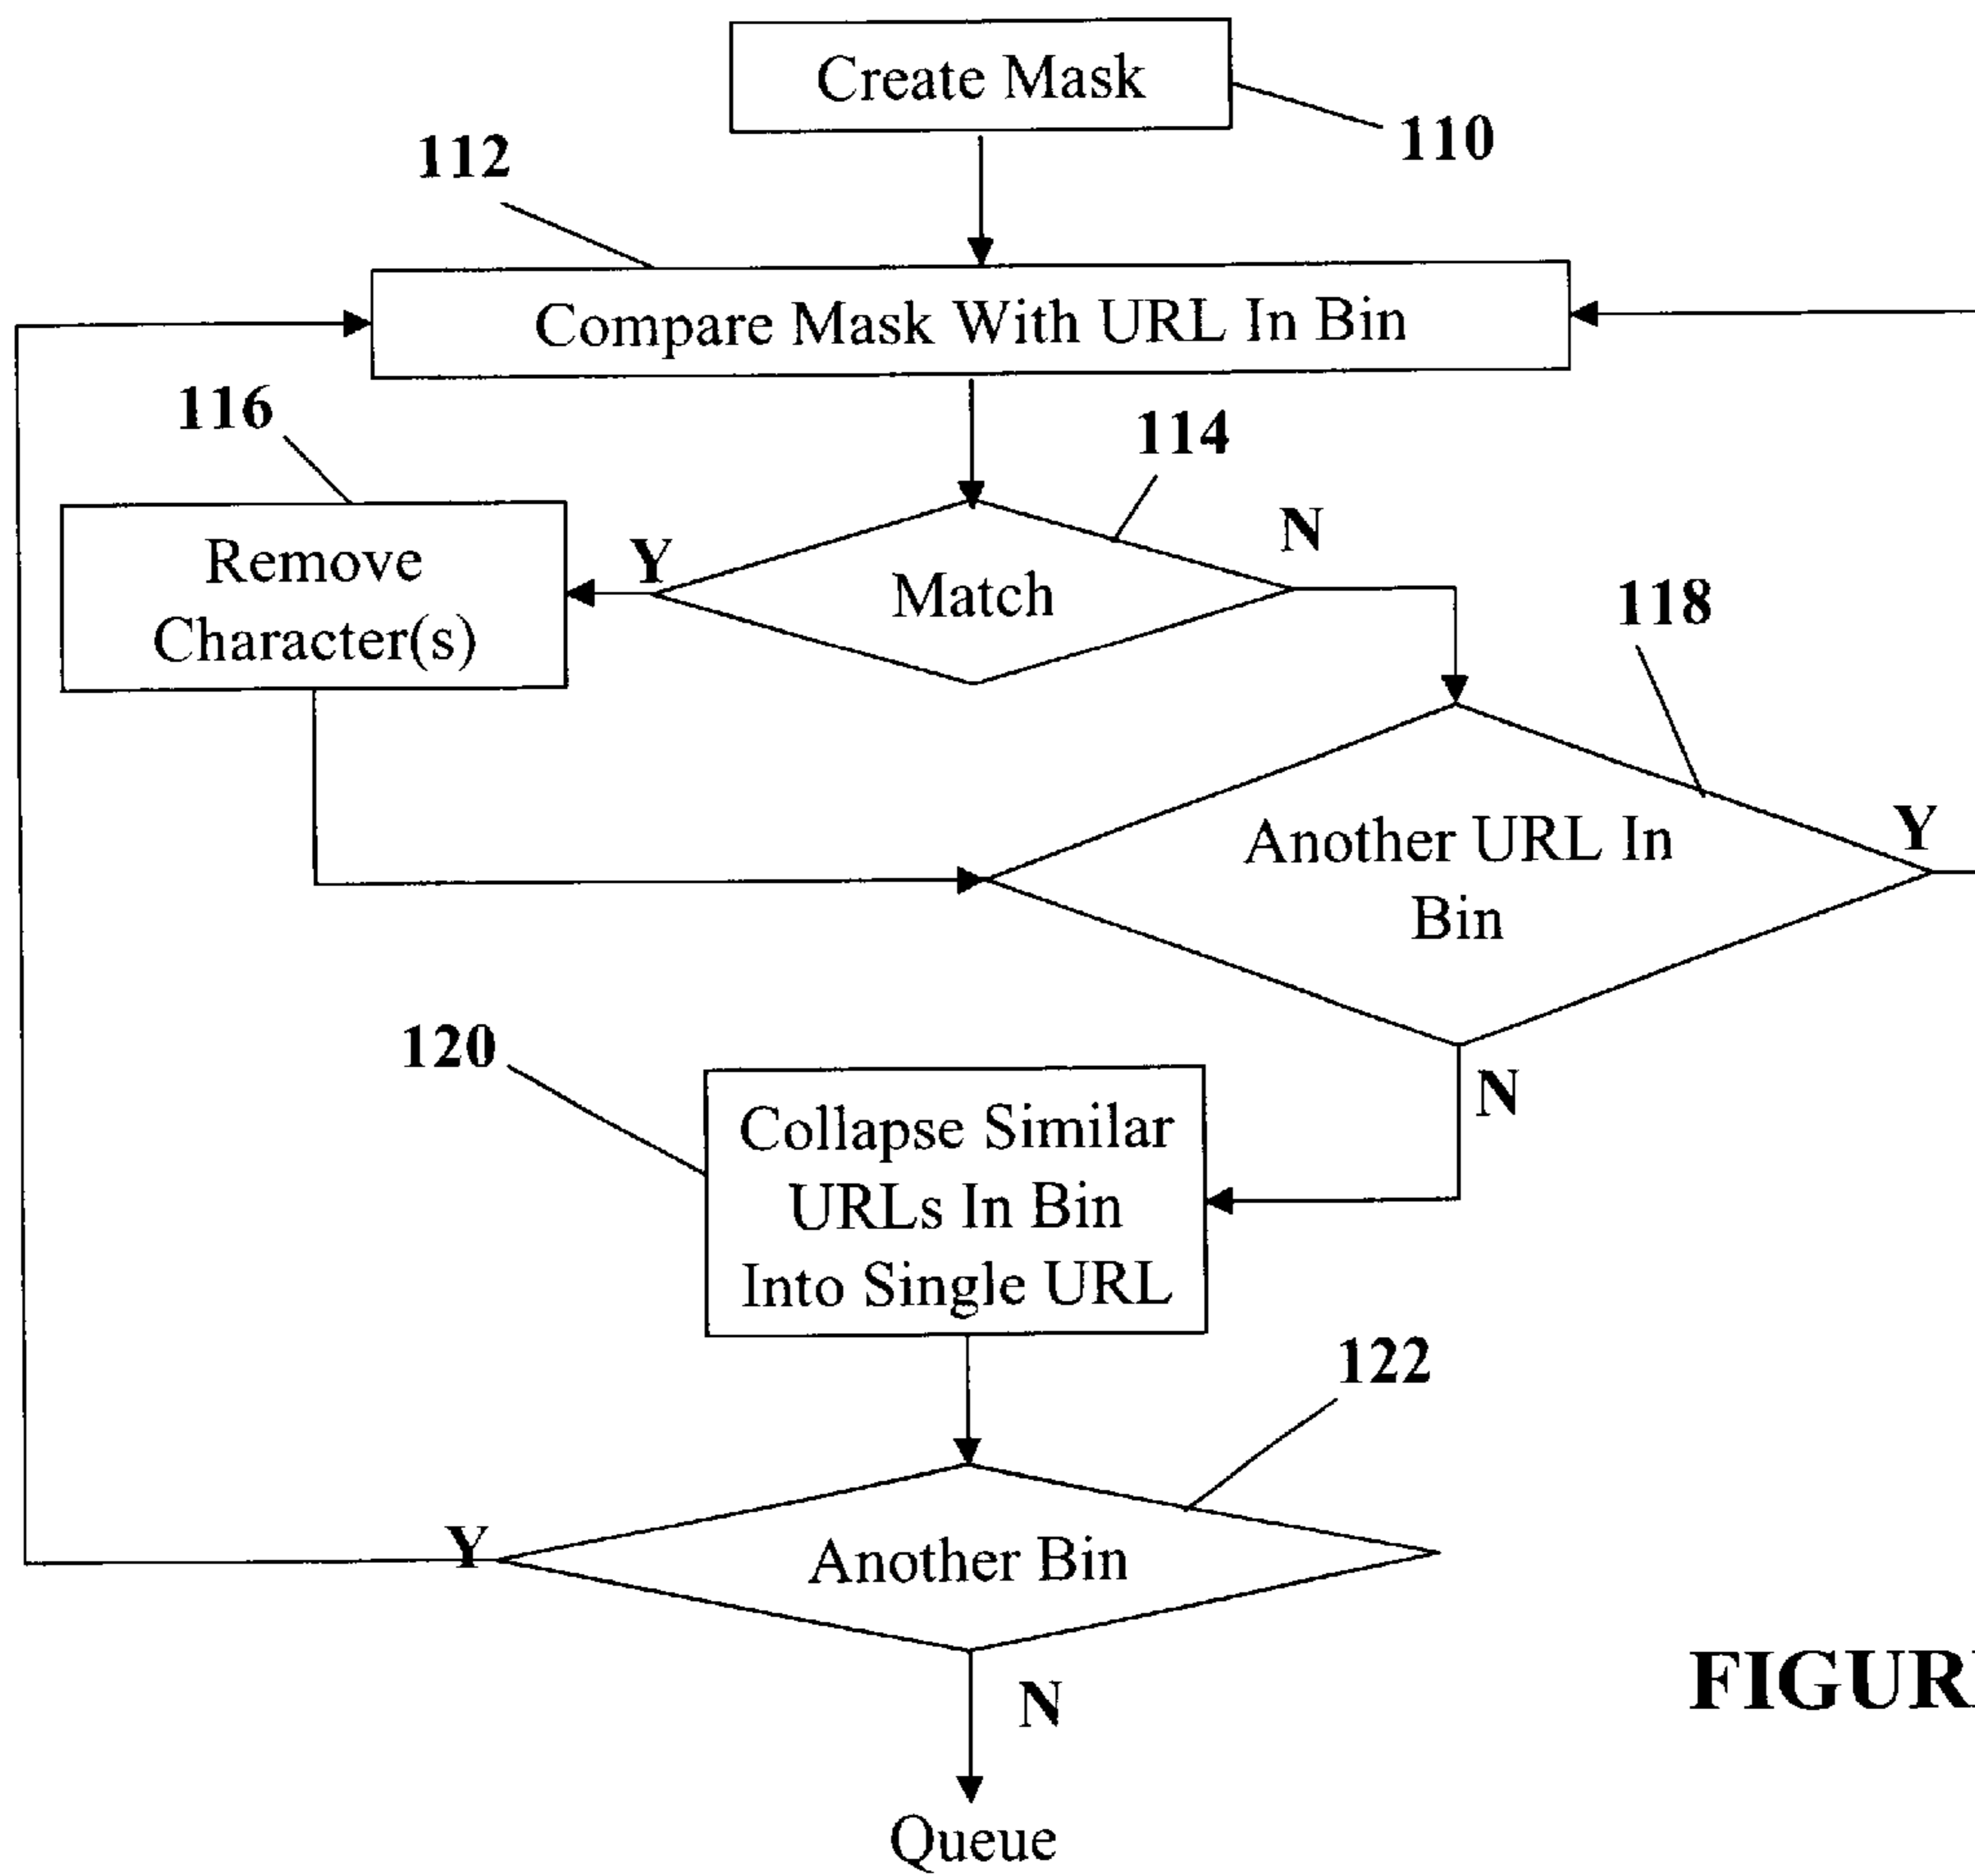 Create Mask
110
112
Compare Mask With URL In Bin
116
114
Y
N
Remove
Character(s)
Match
118
Y
Another URL In
Bin
120
N
Collapse Similar
URLs In Bin
Into Single URL
122
Y
Another Bin
N
Queue